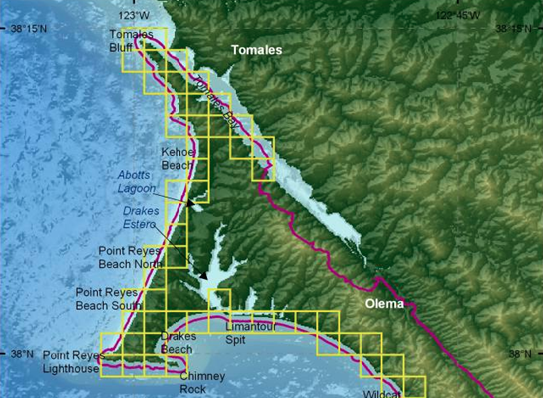 123°W
122°45'W
38°15'N
38°15'N
Tomales
Bluff
Tomales
Tomales Bay
Kehoe
Beach
Abotts
Lagoon
Drakes
Estero
Point Reyes
Beach North
Point Reyes
Beach South
Olema
Limantour
Spit
Drakes
Beach
38°N
38°N
Point Reyes
Lighthouse
Chimney
Rock
Wildcat